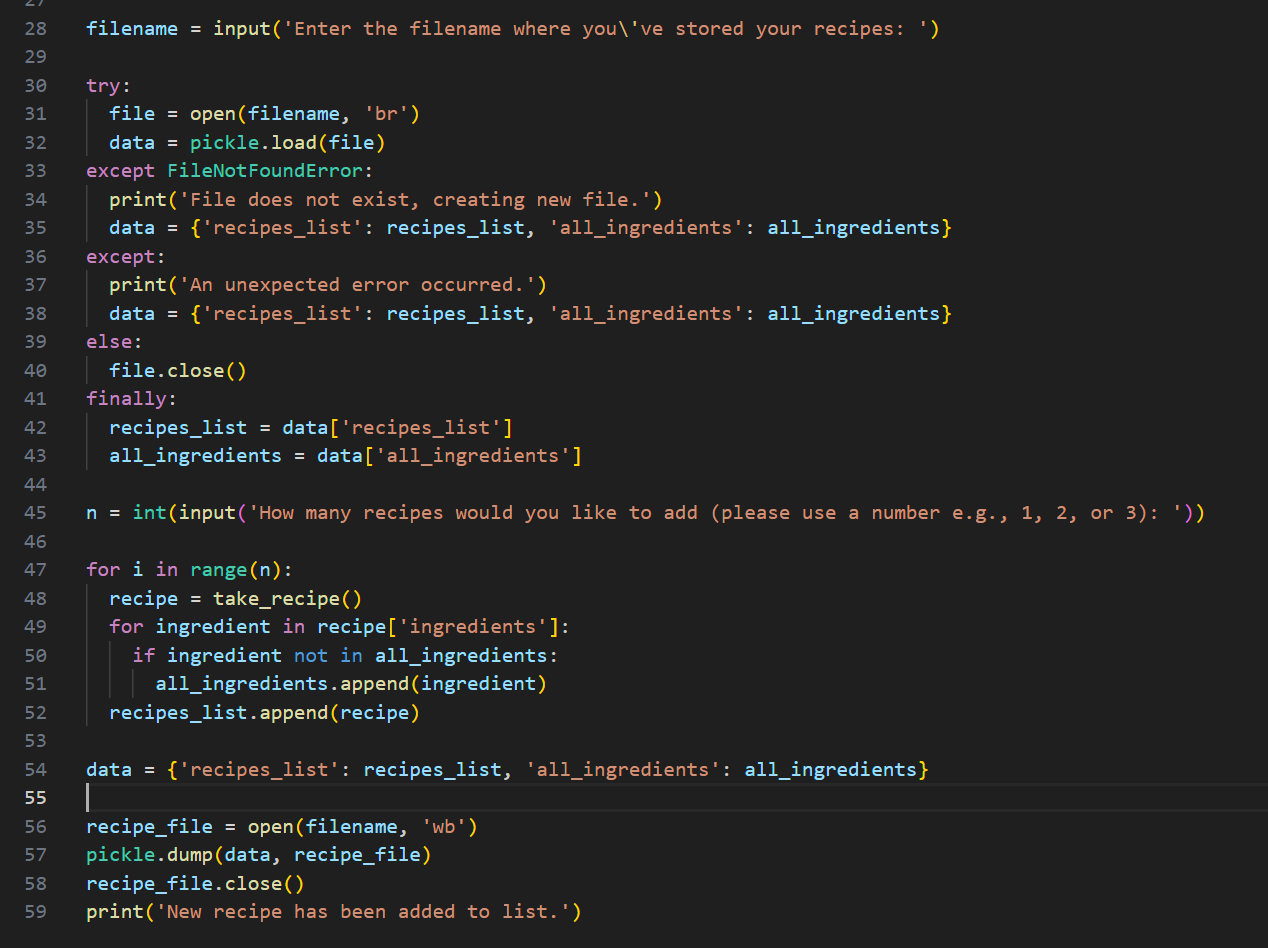 27
28 filename = input('Enter the filename where you\'ve stored your recipes: ')
29
30 try:
31   file = open(filename, 'br')
32   data = pickle.load(file)
33 except FileNotFoundError:
34   print('File does not exist, creating new file.')
35   data = {'recipes_list': recipes_list, 'all_ingredients': all_ingredients}
36 except:
37   print('An unexpected error occurred.')
38   data = {'recipes_list': recipes_list, 'all_ingredients': all_ingredients}
39 else:
40   file.close()
41 finally:
42   recipes_list = data['recipes_list']
43   all_ingredients = data['all_ingredients']
44
45 n = int(input('How many recipes would you like to add (please use a number e.g., 1, 2, or 3): '))
46
47 for i in range(n):
48   recipe = take_recipe()
49   for ingredient in recipe['ingredients']:
50     if ingredient not in all_ingredients:
51       all_ingredients.append(ingredient)
52   recipes_list.append(recipe)
53
54 data = {'recipes_list': recipes_list, 'all_ingredients': all_ingredients}
55
56 recipe_file = open(filename, 'wb')
57 pickle.dump(data, recipe_file)
58 recipe_file.close()
59 print('New recipe has been added to list.')